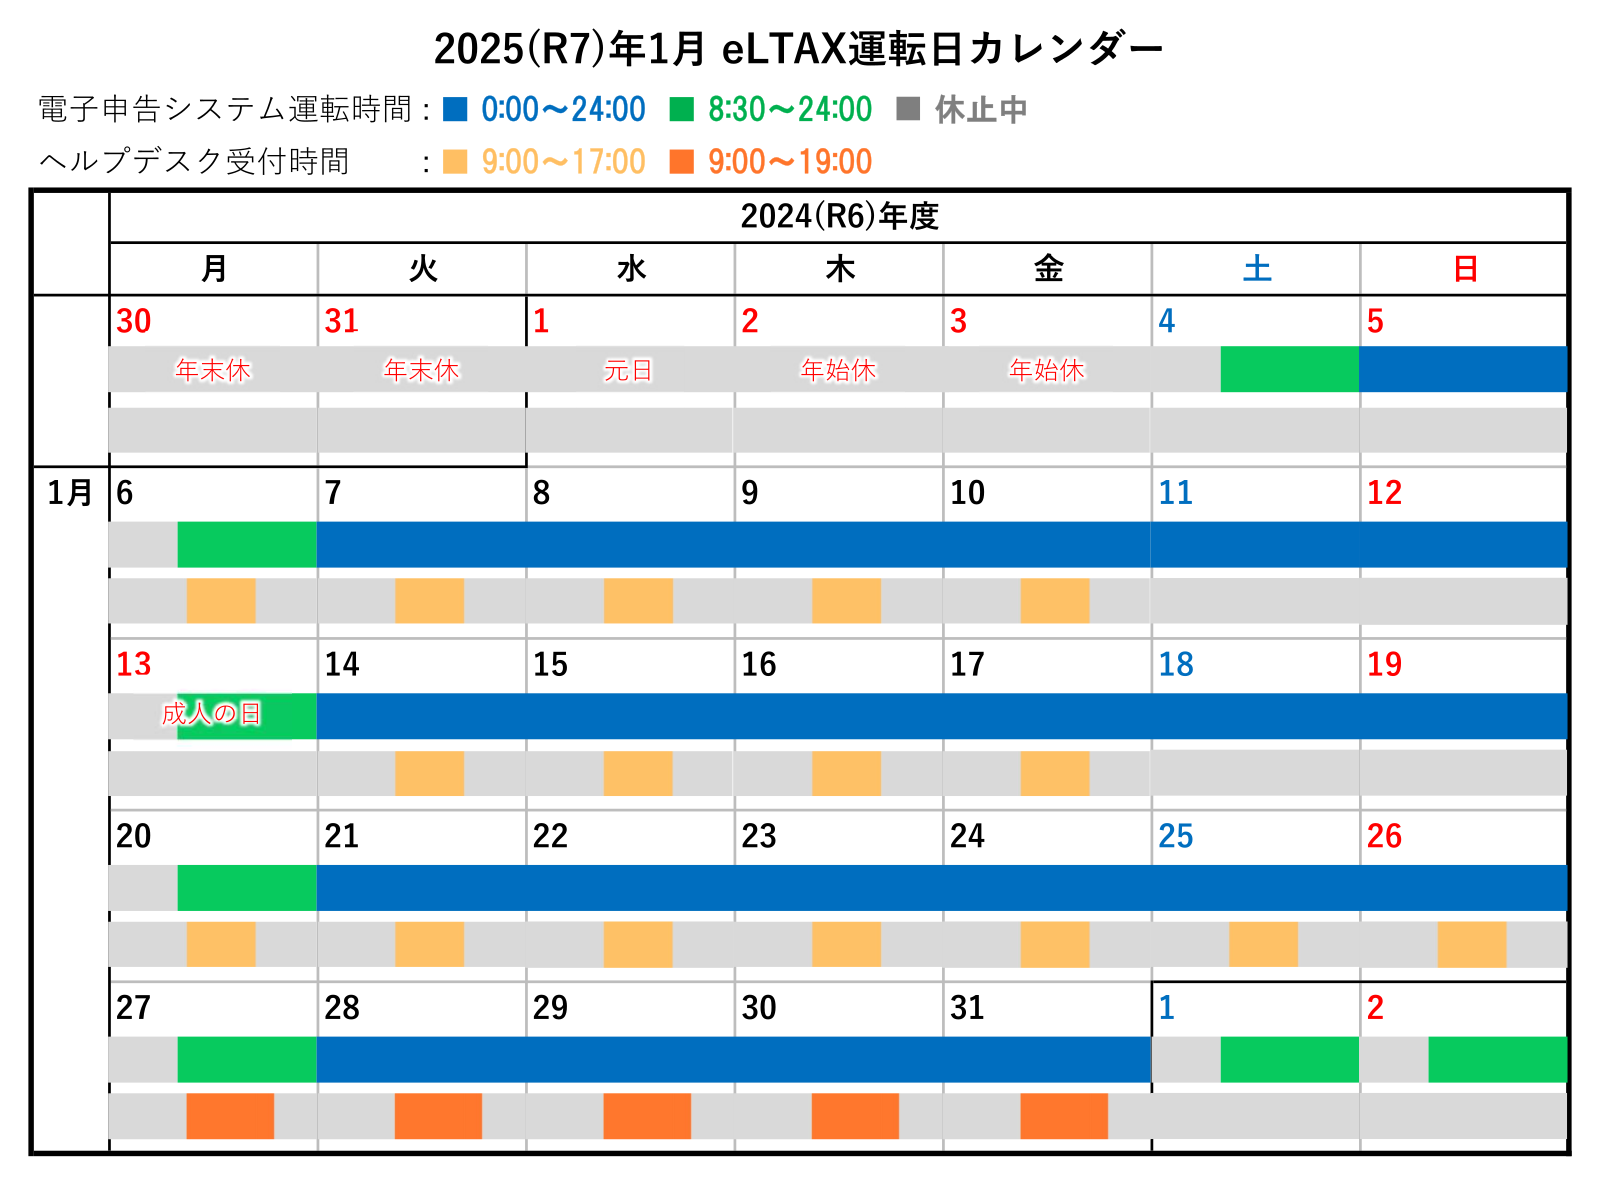 2025(R7)年1月 eLTAX運転日カレンダー
電子申告システム運転時間 : 0:00～24:00 8:30～24:00 休止中
ヘルプデスク受付時間 : 9:00～17:00 9:00～19:00
2024(R6)年度
月 火 水 木 金 土 日
30 31 1 2 3 4 5
年末休 年末休 元日 年始休 年始休
1月 6 7 8 9 10 11 12
13 14 15 16 17 18 19
成人の日
20 21 22 23 24 25 26
27 28 29 30 31 1 2